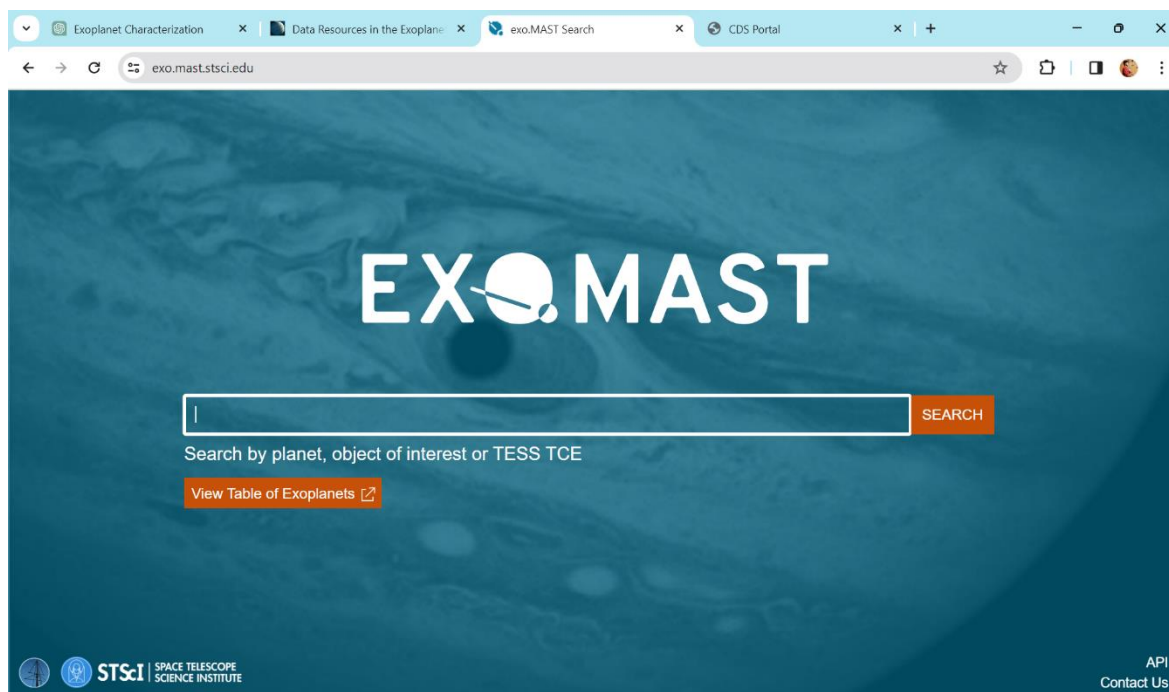 Exoplanet Characterization
Data Resources in the Exoplane
exo.MAST Search
CDS Portal
exo.mast.stsci.edu
EXO.MAST
SEARCH
Search by planet, object of interest or TESS TCE
View Table of Exoplanets
STScI SPACE TELESCOPE
SCIENCE INSTITUTE
API
Contact Us